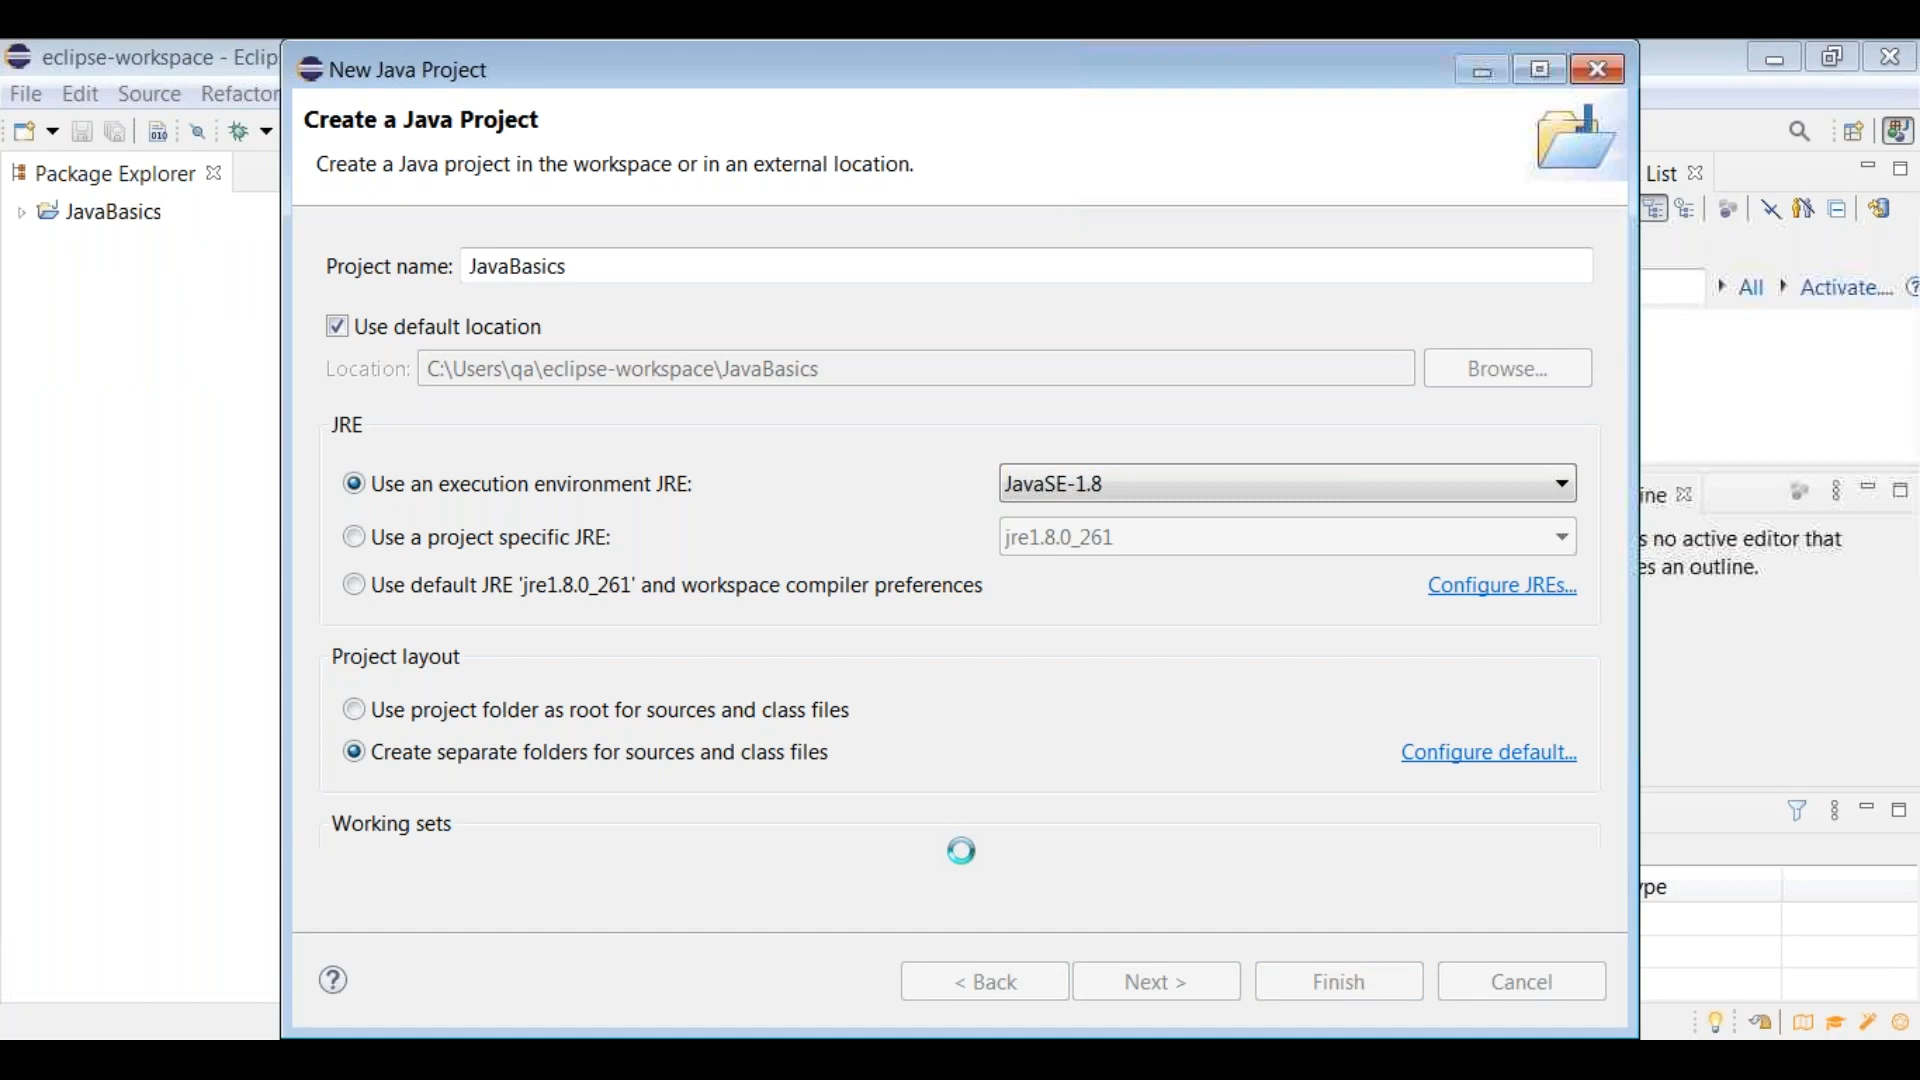 eclipse-workspace - Eclip
New Java Project
File Edit Source Refactor
Create a Java Project
Create a Java project in the workspace or in an external location.
010
Package Explorer
List
JavaBasics
Project name: JavaBasics
All Activate...
Use default location
Location: C:\Users\qa\eclipse-workspace\JavaBasics Browse...
JRE
Use an execution environment JRE: JavaSE-1.8
ine
Use a project specific JRE: jre1.8.0_261
s no active editor that
es an outline.
Use default JRE 'jre1.8.0_261' and workspace compiler preferences Configure JREs...
Project layout
Use project folder as root for sources and class files
Create separate folders for sources and class files Configure default...
Working sets
ype
? < Back Next > Finish Cancel